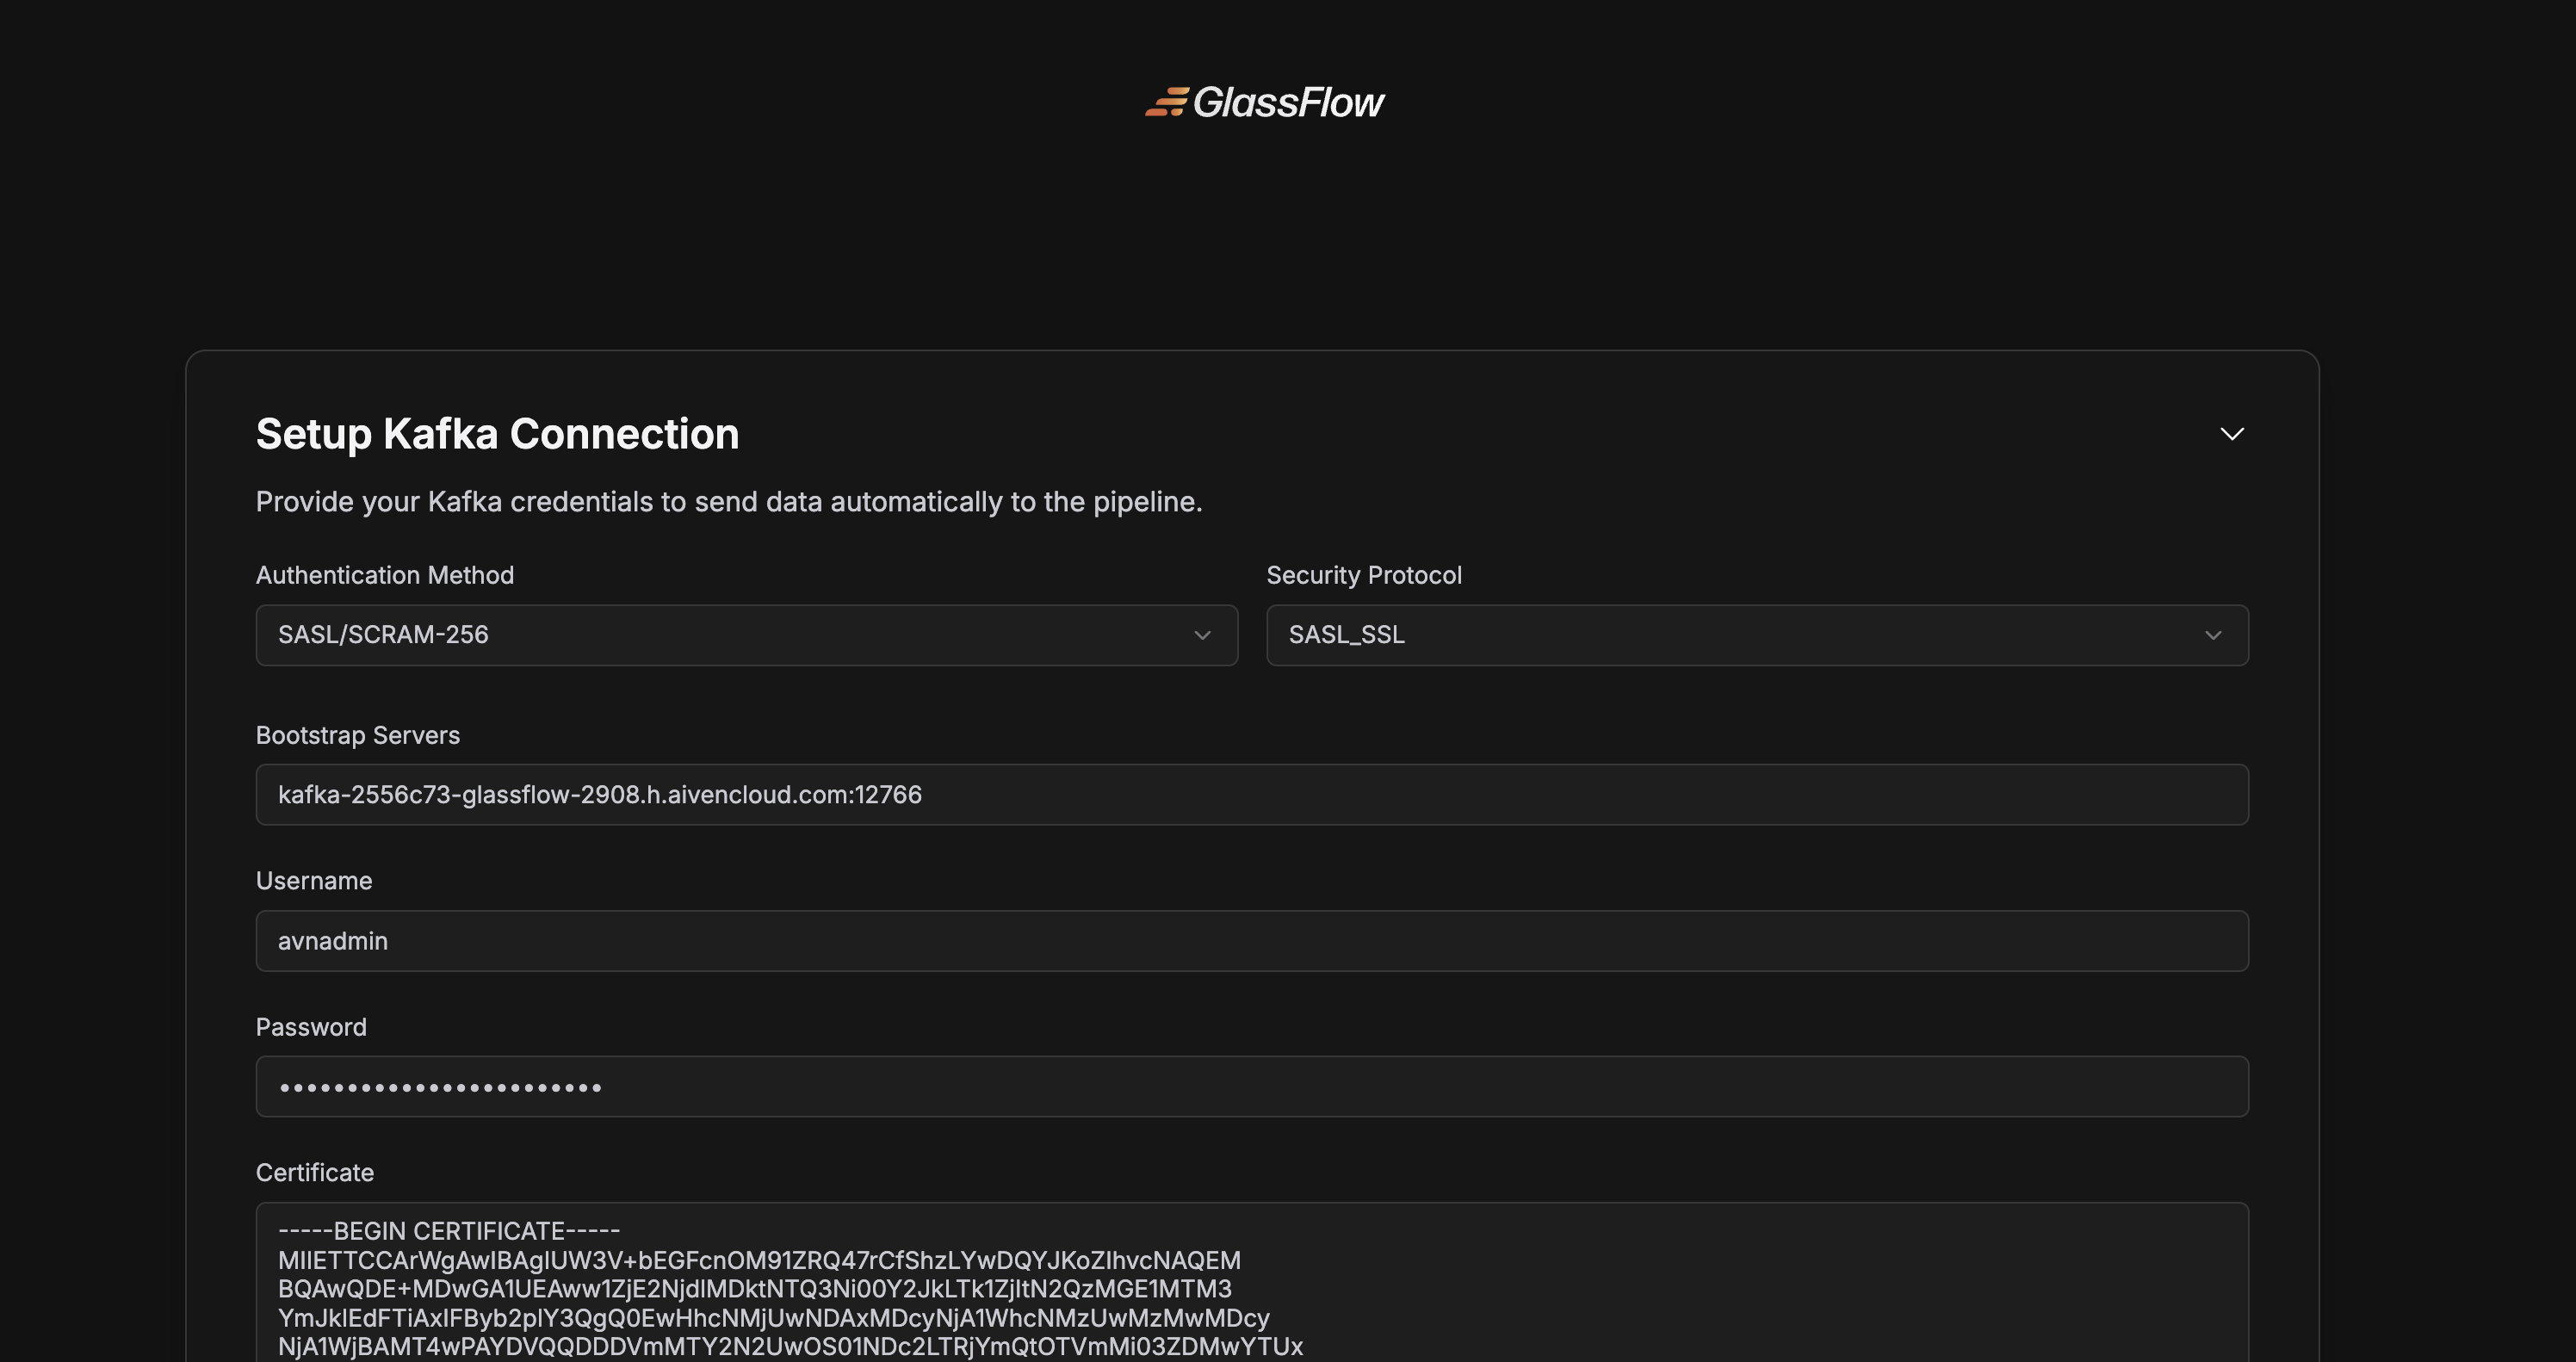 GlassFlow
Setup Kafka Connection
Provide your Kafka credentials to send data automatically to the pipeline.
Authentication Method
Security Protocol
SASL/SCRAM-256
SASL_SSL
Bootstrap Servers
kafka-2556c73-glassflow-2908.h.aivencloud.com:12766
Username
avnadmin
Password
••••••••••••••••••••••••
Certificate
-----BEGIN CERTIFICATE-----
MIIETTCCArWgAwIBAgIUW3V+bEGFcnOM91ZRQ47rCfShzLYwDQYJKoZIhvcNAQEM
BQAwQDE+MDwGA1UEAww1ZjE2NjdlMDktNTQ3Ni00Y2JkLTk1ZjItN2QzMGE1MTM3
YmJkIEdFTiAxIFByb2plY3QgQ0EwHhcNMjUwNDAxMDcyNjA1WhcNMzUwMzMwMDcy
NjA1WjBAMT4wPAYDVQQDDDVmMTY2N2UwOS01NDc2LTRjYmQtOTVmMi03ZDMwYTUx